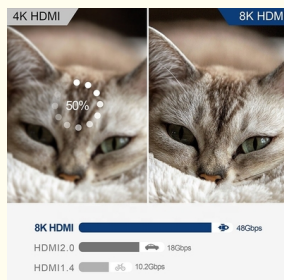 4K HDMI
8K HDM
50%
8K HDMI 48Gbps
HDMI2.0 18Gbps
HDMI1.4 10.2Gbps